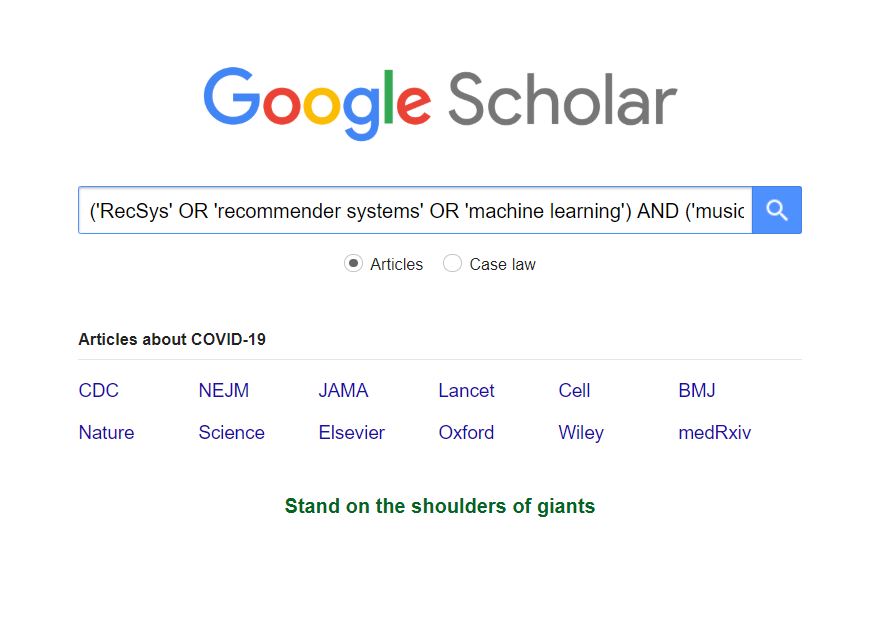 Google Scholar
('RecSys' OR 'recommender systems' OR 'machine learning') AND ('music
Articles Case law
Articles about COVID-19
CDC NEJM JAMA Lancet Cell BMJ
Nature Science Elsevier Oxford Wiley medRxiv
Stand on the shoulders of giants